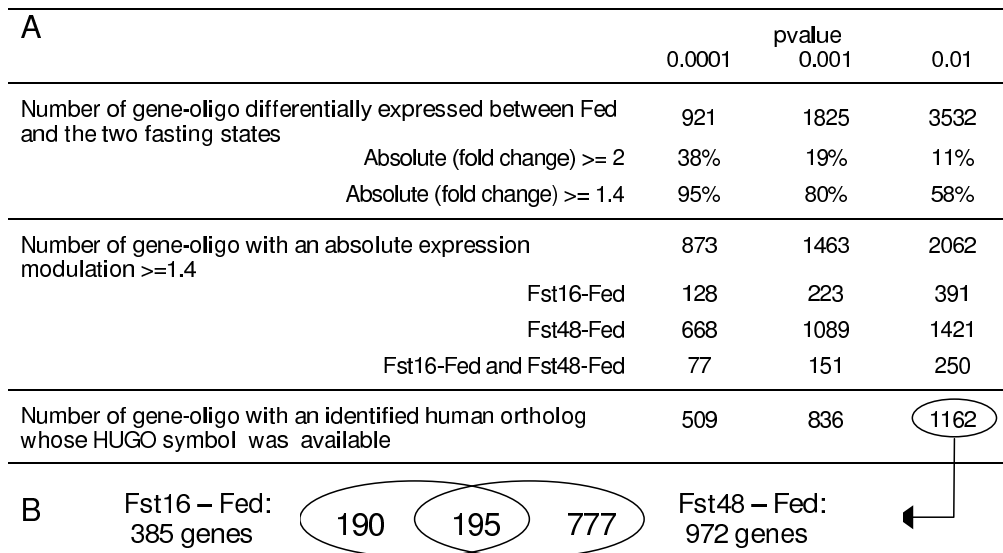 A
pvalue
0.0001 0.001 0.01
Number of gene-oligo differentially expressed between Fed
and the two fasting states
921 1825 3532
Absolute (fold change) >= 2 38% 19% 11%
Absolute (fold change) >= 1.4 95% 80% 58%
Number of gene-oligo with an absolute expression
modulation >=1.4
873 1463 2062
Fst16-Fed 128 223 391
Fst48-Fed 668 1089 1421
Fst16-Fed and Fst48-Fed 77 151 250
Number of gene-oligo with an identified human ortholog
whose HUGO symbol was available
509 836 1162
B
Fst16 – Fed:
385 genes
190 195 777
Fst48 – Fed:
972 genes